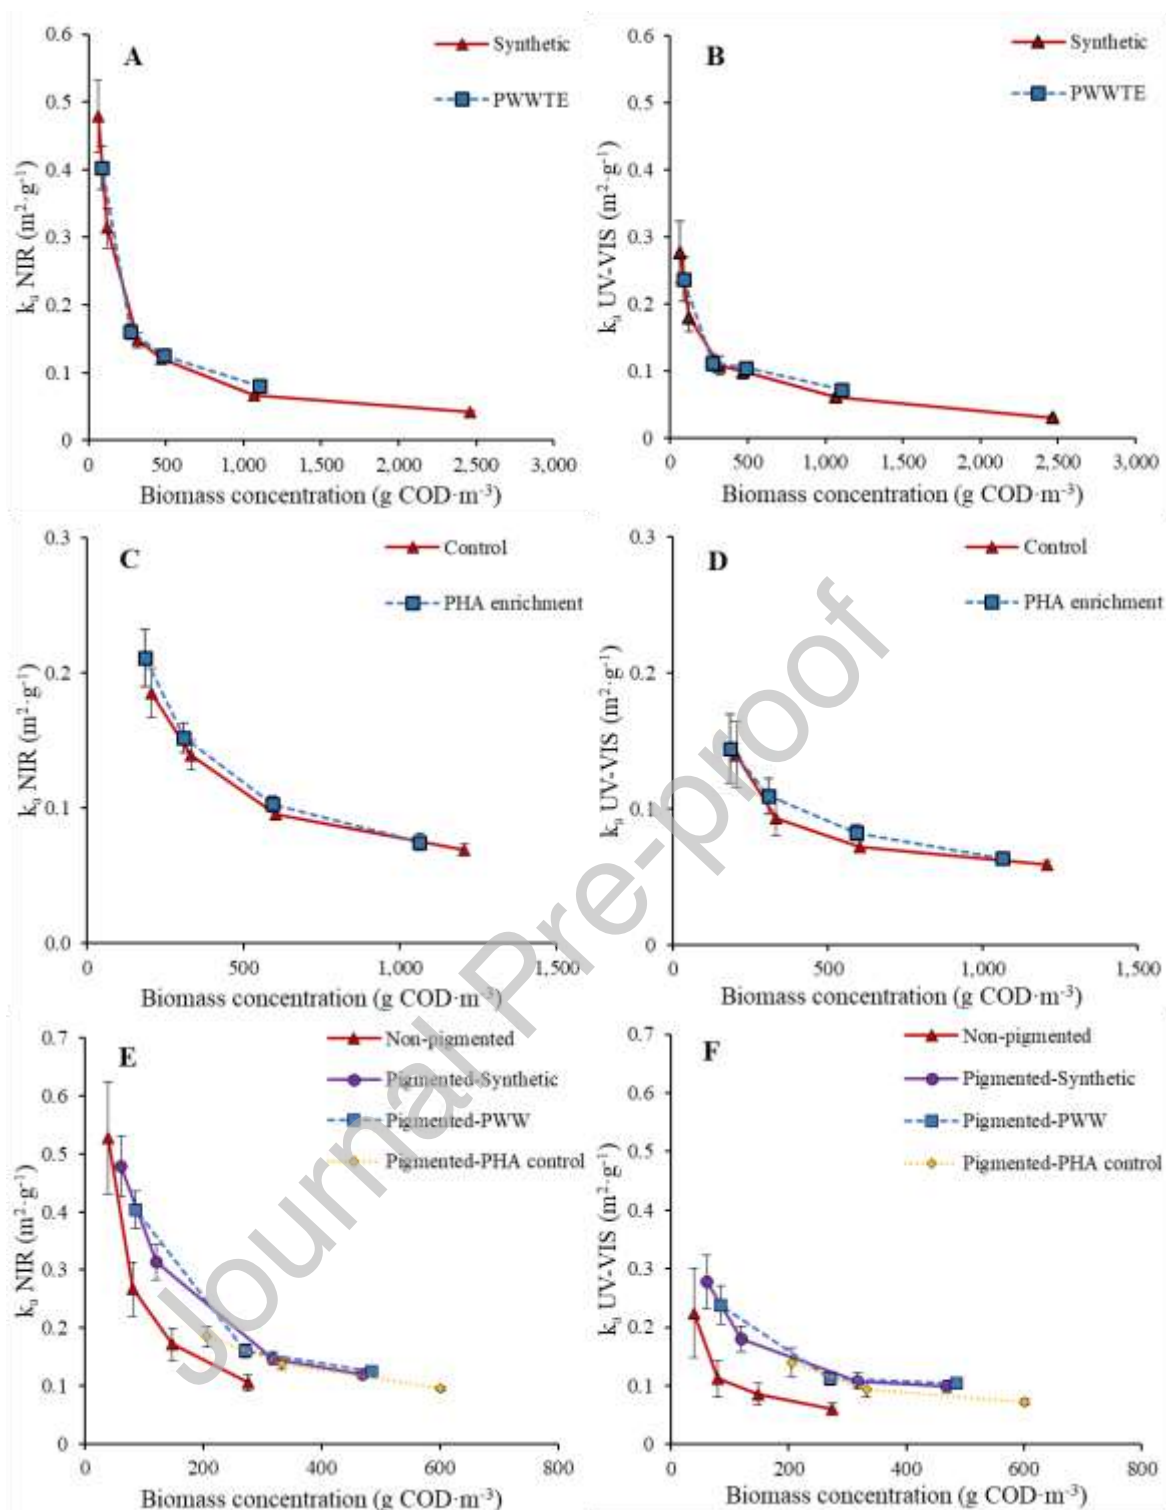 A
Synthetic
PWWTE
0.6
0.5
0.4
0.3
0.2
0.1
0
kₐ NIR (m²·g⁻¹)
0 500 1,000 1,500 2,000 2,500 3,000
Biomass concentration (g COD·m⁻³)
B
Synthetic
PWWTE
0.6
0.5
0.4
0.3
0.2
0.1
0
kₐ UV-VIS (m²·g⁻¹)
0 500 1,000 1,500 2,000 2,500 3,000
Biomass concentration (g COD·m⁻³)
C
Control
PHA enrichment
0.3
0.2
0.1
0.0
kₐ NIR (m²·g⁻¹)
0 500 1,000 1,500
Biomass concentration (g COD·m⁻³)
D
Control
PHA enrichment
0.3
0.2
0.1
0
kₐ UV-VIS (m²·g⁻¹)
0 500 1,000 1,500
Biomass concentration (g COD·m⁻³)
E
Non-pigmented
Pigmented-Synthetic
Pigmented-PWW
Pigmented-PHA control
0.7
0.6
0.5
0.4
0.3
0.2
0.1
0
kₐ NIR (m²·g⁻¹)
0 200 400 600 800
Biomass concentration (g COD·m⁻³)
F
Non-pigmented
Pigmented-Synthetic
Pigmented-PWW
Pigmented-PHA control
0.7
0.6
0.5
0.4
0.3
0.2
0.1
0
kₐ UV-VIS (m²·g⁻¹)
0 200 400 600 800
Biomass concentration (g COD·m⁻³)
Journal Pre-proof